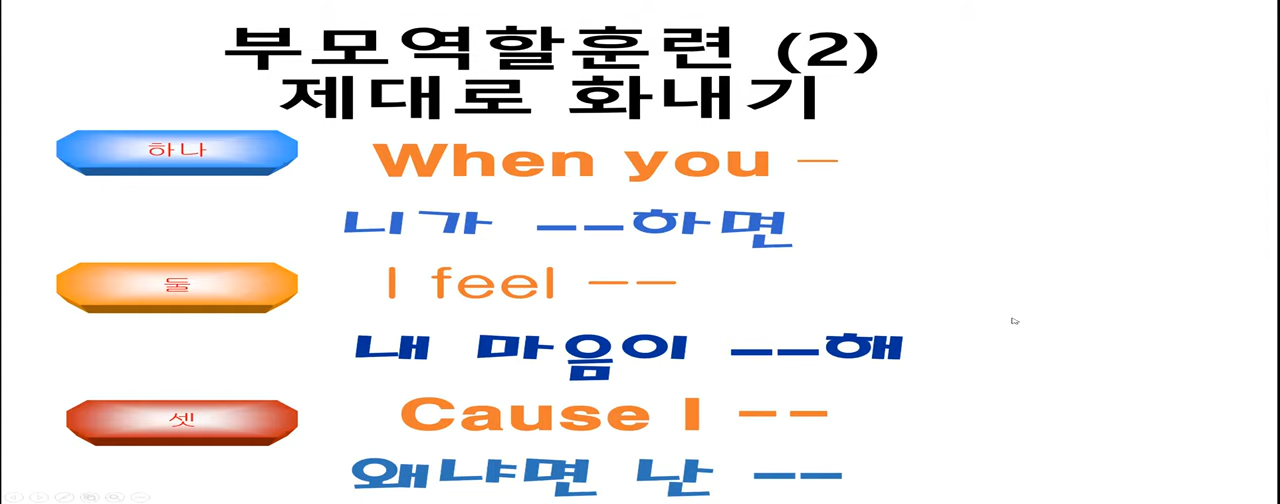 부모역할훈련 (2)
제대로 화내기
하나
When you –
니가 --하면
둘
I feel --
내 마음이 --해
셋
Cause I --
왜냐면 난 --